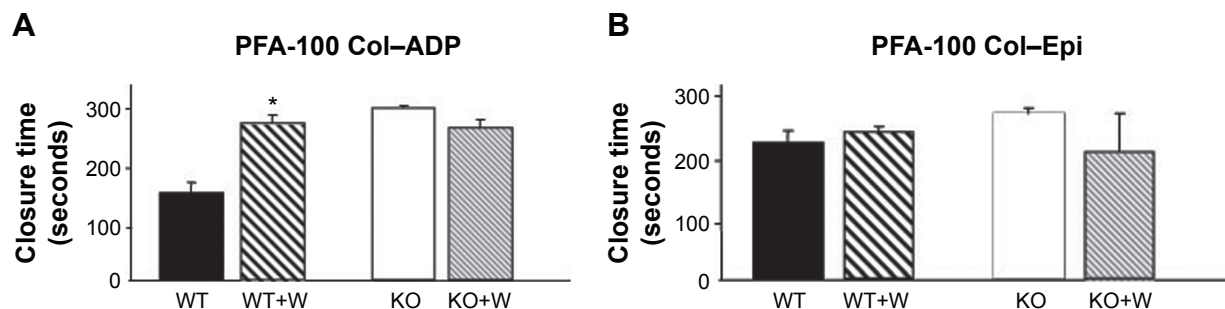 A
PFA-100 Col–ADP
Closure time
(seconds)
300
200
100
0
*
WT
WT+W
KO
KO+W
B
PFA-100 Col–Epi
Closure time
(seconds)
300
200
100
0
WT
WT+W
KO
KO+W